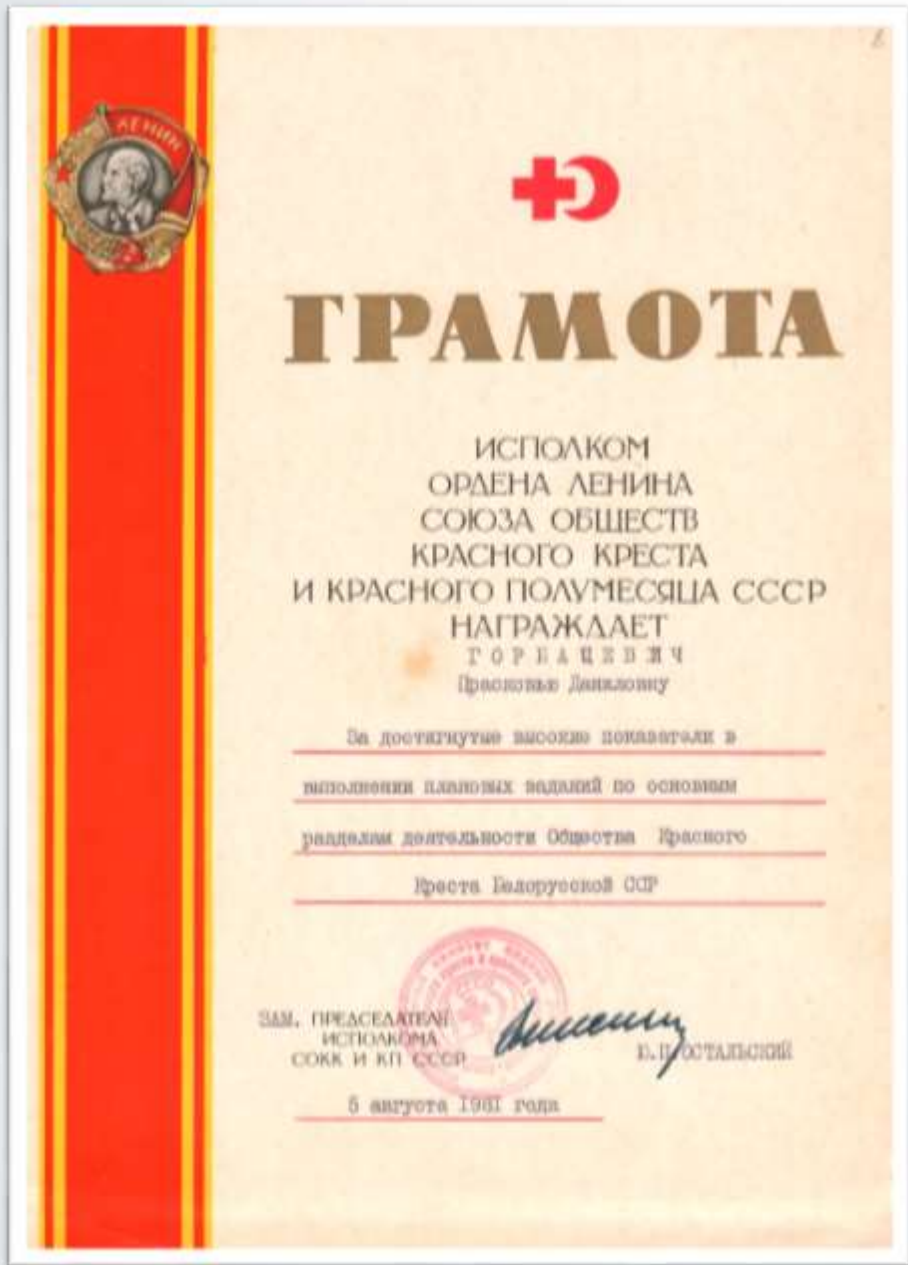 ЛЕНИН
ГРАМОТА
ИСПОЛКОМ
ОРДЕНА ЛЕНИНА
СОЮЗА ОБЩЕСТВ
КРАСНОГО КРЕСТА
И КРАСНОГО ПОЛУМЕСЯЦА СССР
НАГРАЖДАЕТ
ГОРБАЦЕВИЧ
Прасковью Даниловну
За достигнутые высокие показатели в
выполнении плановых заданий по основным
разделам деятельности Общества Красного
Креста Белорусской ССР
ЗАМ. ПРЕДСЕДАТЕЛЯ
ИСПОЛКОМА
СОКК И КП СССР
ОСТАЛЬСКИЙ
5 августа 1981 года